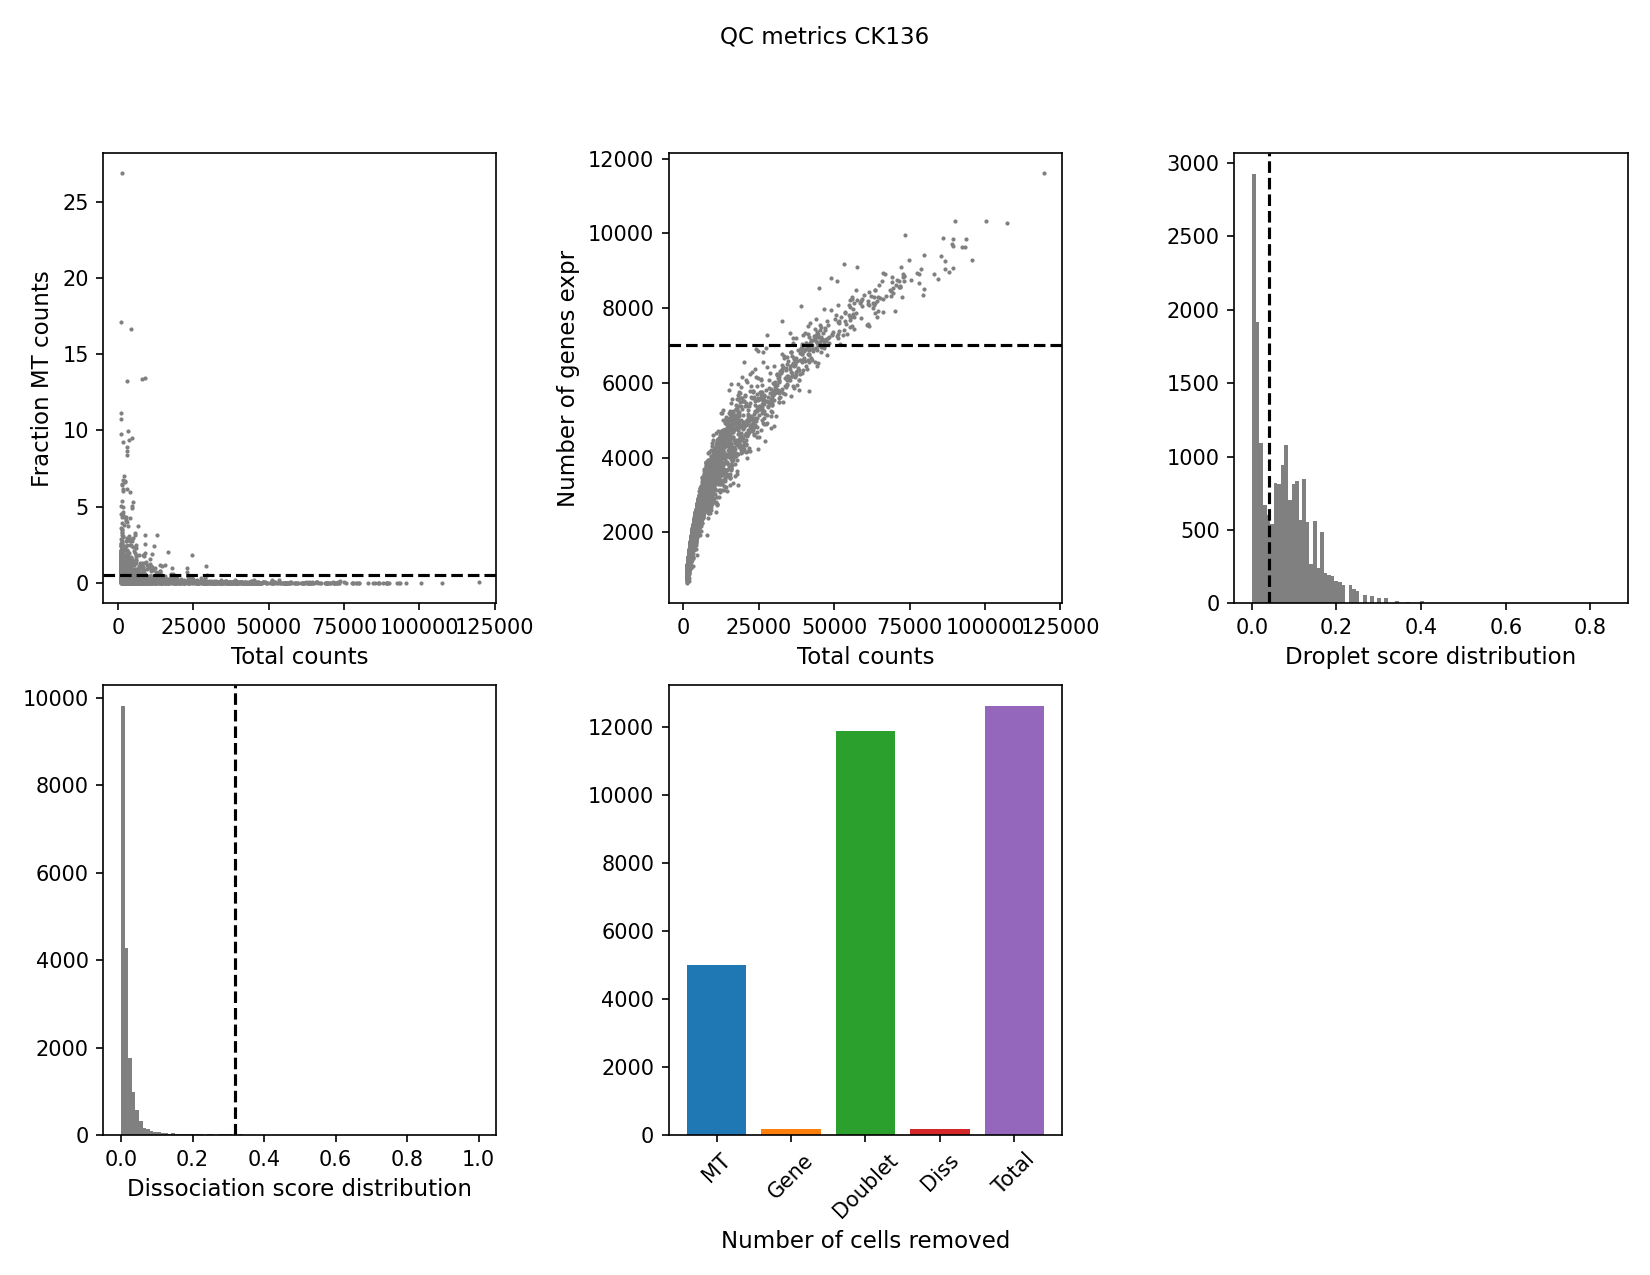 QC metrics CK136
Fraction MT counts
25
20
15
10
5
0
0 25000 50000 75000 100000 125000
Total counts
Number of genes expr
12000
10000
8000
6000
4000
2000
0 25000 50000 75000 100000 125000
Total counts
3000
2500
2000
1500
1000
500
0
0.0 0.2 0.4 0.6 0.8
Droplet score distribution
10000
8000
6000
4000
2000
0
0.0 0.2 0.4 0.6 0.8 1.0
Dissociation score distribution
12000
10000
8000
6000
4000
2000
0
MT Gene Doublet Diss Total
Number of cells removed